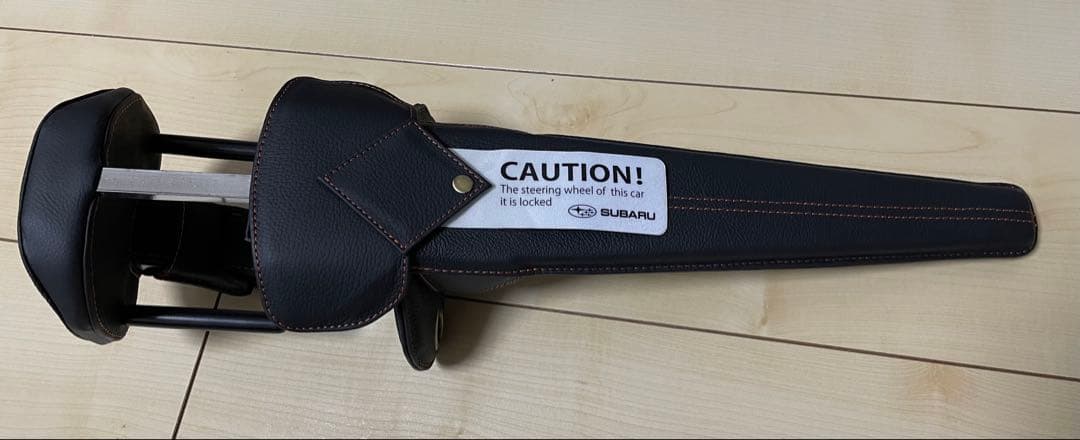 CAUTION!
The steering wheel of this car
it is locked
SUBARU